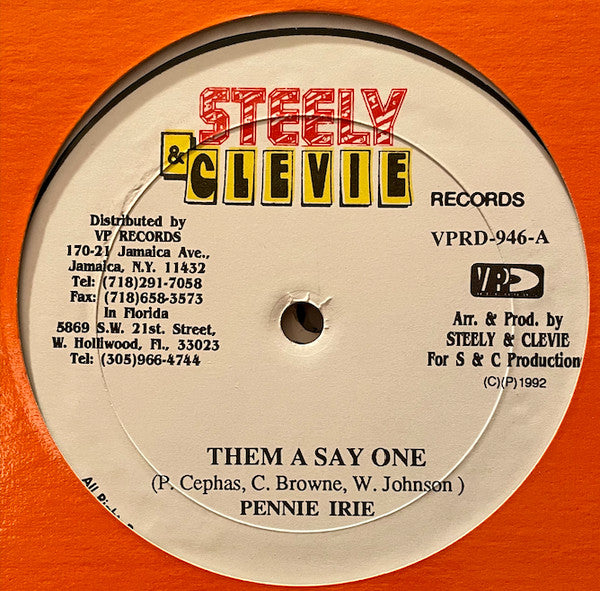 STEELY
& CLEVIE
RECORDS
Distributed by
VP RECORDS
170-21 Jamaica Ave.,
Jamaica, N.Y. 11432
Tel: (718)291-7058
Fax: (718)658-3573
In Florida
5869 S.W. 21st. Street,
W. Holliwood, Fl., 33023
Tel: (305)966-4744
VPRD-946-A
VP
RECORDS
Arr. & Prod. by
STEELY & CLEVIE
For S & C Production
(C)(P)1992
THEM A SAY ONE
(P. Cephas, C. Browne, W. Johnson )
PENNIE IRIE
All